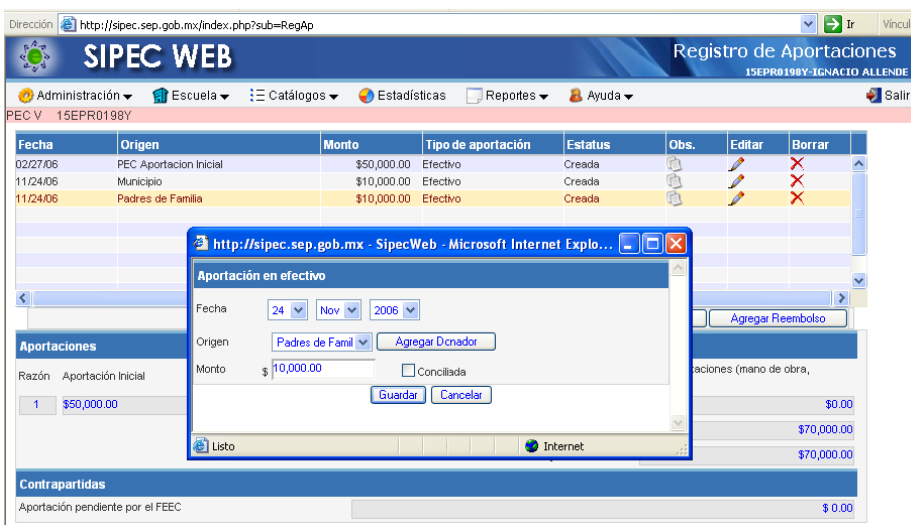 Dirección http://sipec.sep.gob.mx/index.php?sub=RegAp Ir Víncul
SIPEC WEB
Registro de Aportaciones
15EPR0198Y-IGNACIO ALLENDE
Administración Escuela Catálogos Estadísticas Reportes Ayuda Salir
PEC V 15EPR0198Y
Fecha Origen Monto Tipo de aportación Estatus Obs. Editar Borrar
02/27/06 PEC Aportacion Inicial $50,000.00 Efectivo Creada
11/24/06 Municipio $10,000.00 Efectivo Creada
11/24/06 Padres de Familia $10,000.00 Efectivo Creada
http://sipec.sep.gob.mx - SipecWeb - Microsoft Internet Explo...
Aportación en efectivo
Fecha 24 Nov 2006
Origen Padres de Famil Agregar Donador
Monto $ 10,000.00 Conciliada
Guardar Cancelar
Listo Internet
Agregar Reembolso
Aportaciones
Razón Aportación Inicial aciones (mano de obra,
1 $50,000.00 $0.00
$70,000.00
$70,000.00
Contrapartidas
Aportación pendiente por el FEEC $ 0.00